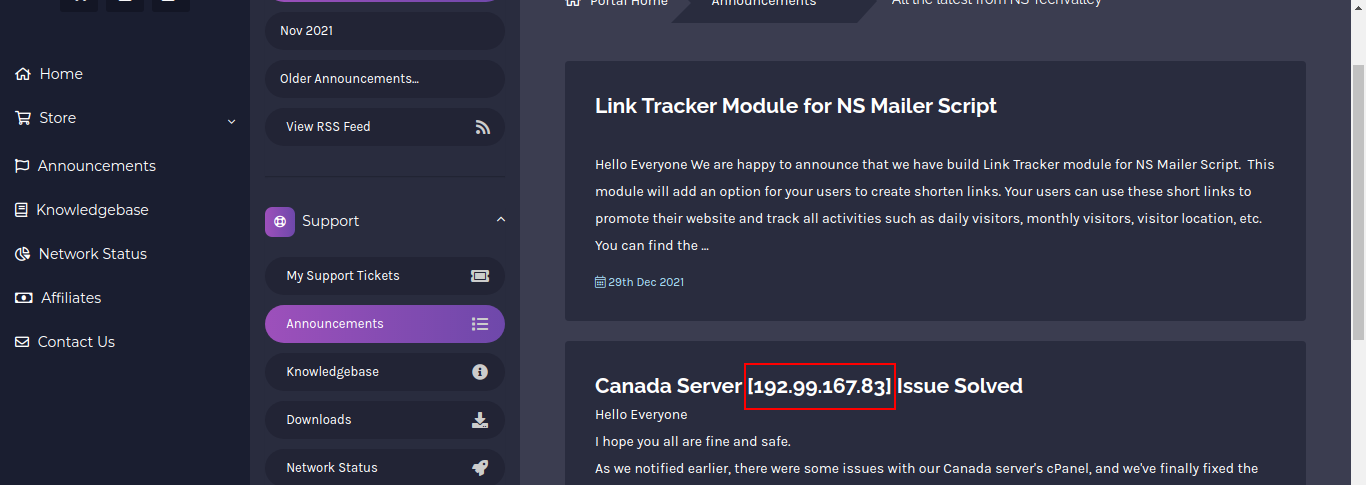 Home
Store
Announcements
Knowledgebase
Network Status
Affiliates
Contact Us
Nov 2021
Older Announcements...
View RSS Feed
Support
My Support Tickets
Announcements
Knowledgebase
Downloads
Network Status
Portal Home
Announcements
All the latest from NS TechValley
Link Tracker Module for NS Mailer Script
Hello Everyone We are happy to announce that we have build Link Tracker module for NS Mailer Script.  This
module will add an option for your users to create shorten links. Your users can use these short links to
promote their website and track all activities such as daily visitors, monthly visitors, visitor location, etc.
You can find the ...
29th Dec 2021
Canada Server [192.99.167.83] Issue Solved
Hello Everyone
I hope you all are fine and safe.
As we notified earlier, there were some issues with our Canada server's cPanel, and we've finally fixed the